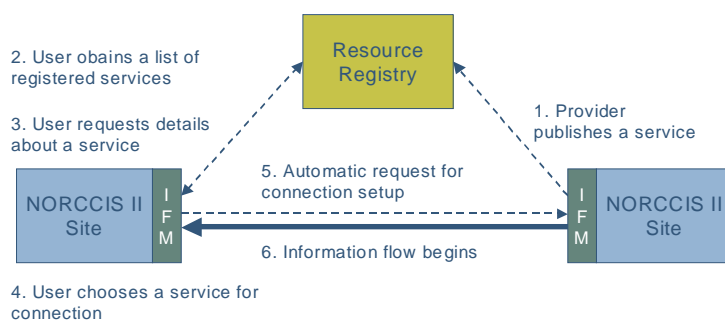 2. User obains a list of
registered services
Resource
Registry
3. User requests details
about a service
1. Provider
publishes a service
5. Automatic request for
connection setup
NORCCIS II
Site
IFM
IFM
NORCCIS II
Site
6. Information flow begins
4. User chooses a service for
connection